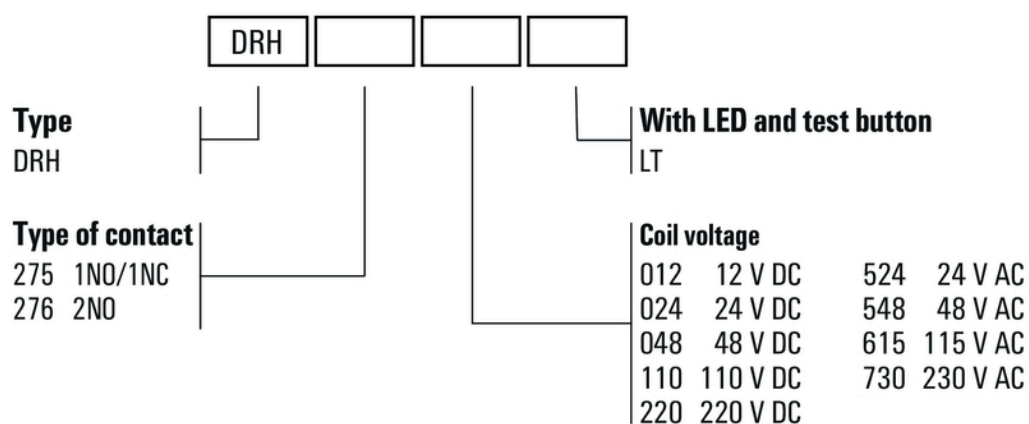 DRH
Type
DRH
With LED and test button
LT
Type of contact
275 1NO/1NC
276 2NO
Coil voltage
012 12 V DC 524 24 V AC
024 24 V DC 548 48 V AC
048 48 V DC 615 115 V AC
110 110 V DC 730 230 V AC
220 220 V DC